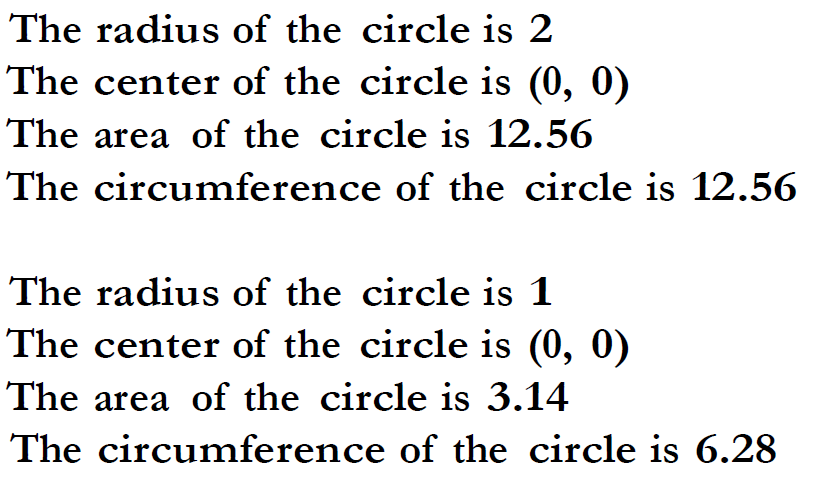 The radius of the circle is 2
The center of the circle is (0, 0)
The area of the circle is 12.56
The circumference of the circle is 12.56
The radius of the circle is 1
The center of the circle is (0, 0)
The area of the circle is 3.14
The circumference of the circle is 6.28